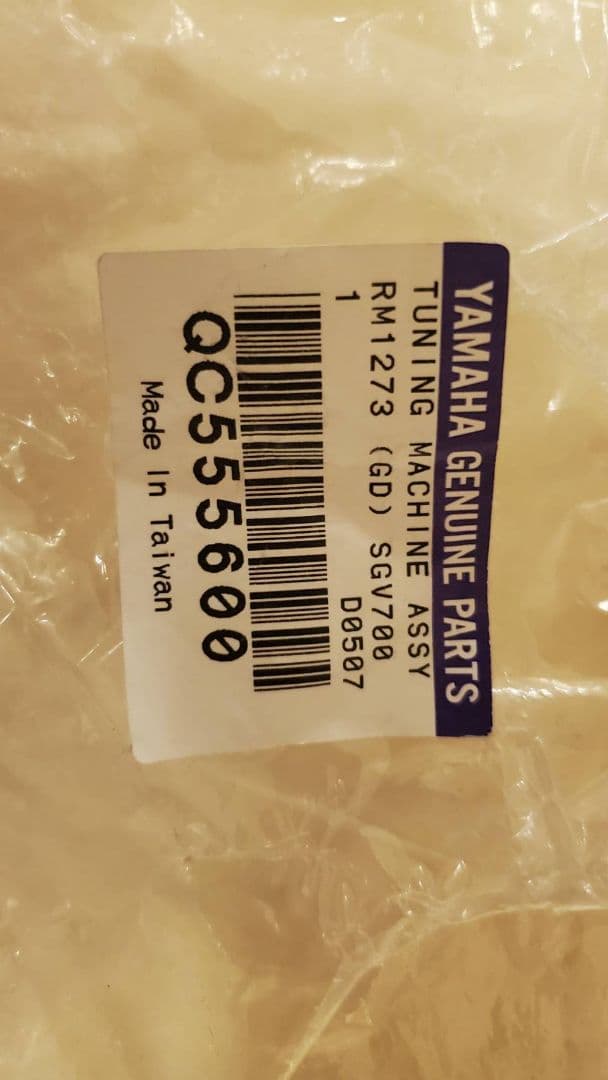 YAMAHA GENUINE PARTS
TUNING MACHINE ASSY
RM1273 (GD) SGV700
1 D0507
QC555600
Made In Taiwan